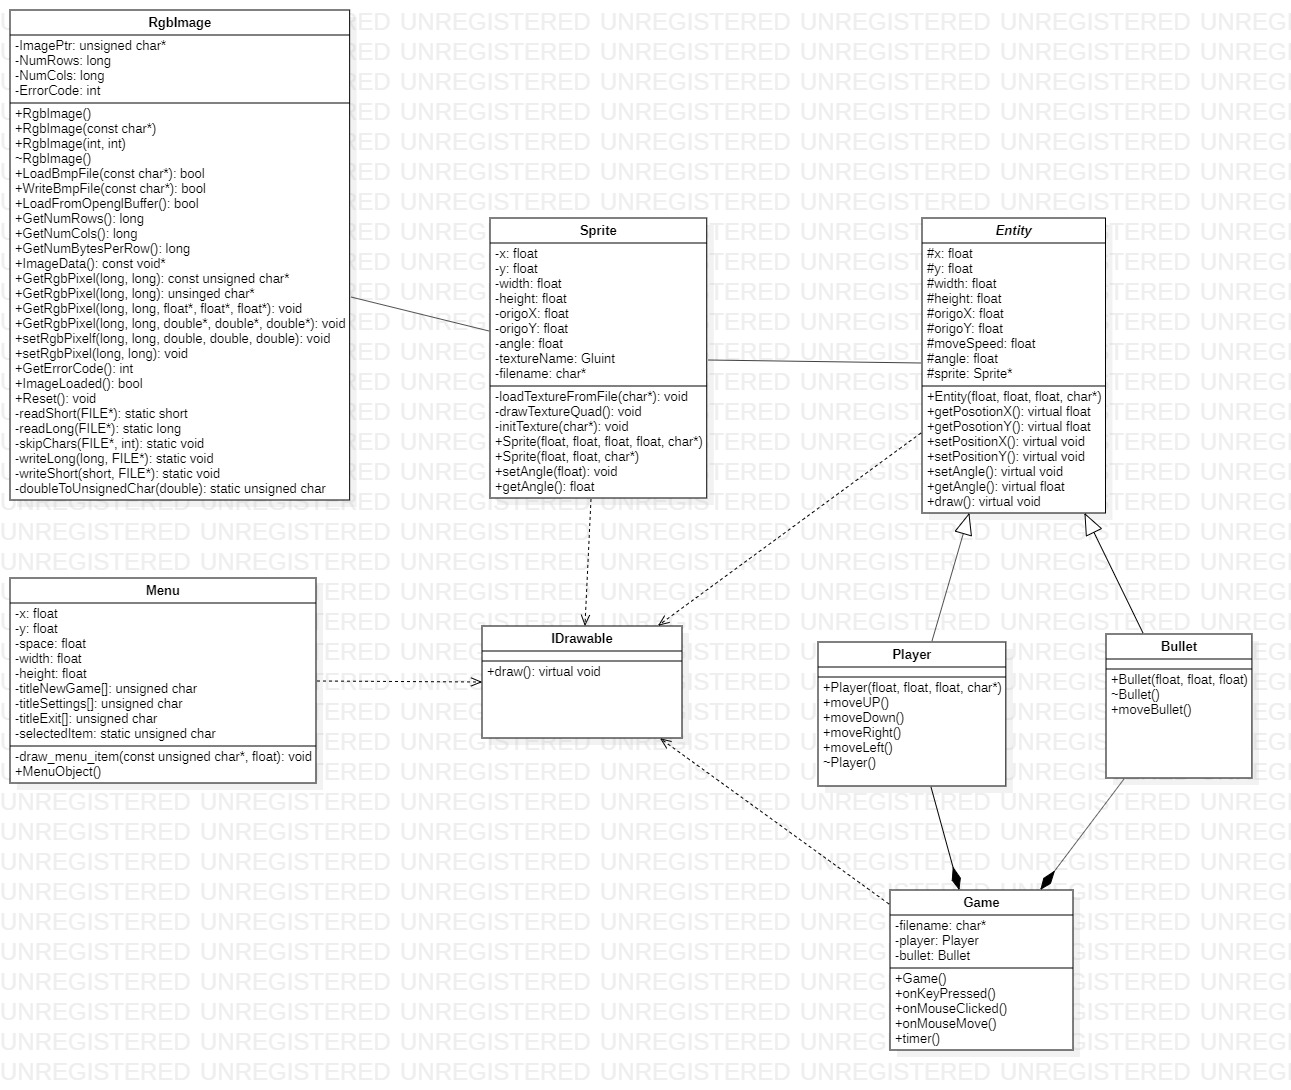 RgbImage
-ImagePtr: unsigned char*
-NumRows: long
-NumCols: long
-ErrorCode: int
+RgbImage()
+RgbImage(const char*)
+RgbImage(int, int)
~RgbImage()
+LoadBmpFile(const char*): bool
+WriteBmpFile(const char*): bool
+LoadFromOpenglBuffer(): bool
+GetNumRows(): long
+GetNumCols(): long
+GetNumBytesPerRow(): long
+ImageData(): const void*
+GetRgbPixel(long, long): const unsigned char*
+GetRgbPixel(long, long): unsinged char*
+GetRgbPixel(long, long, float*, float*, float*): void
+GetRgbPixel(long, long, double*, double*, double*): void
+setRgbPixelf(long, long, double, double, double): void
+setRgbPixel(long, long): void
+GetErrorCode(): int
+ImageLoaded(): bool
+Reset(): void
-readShort(FILE*): static short
-readLong(FILE*): static long
-skipChars(FILE*, int): static void
-writeLong(long, FILE*): static void
-writeShort(short, FILE*): static void
-doubleToUnsignedChar(double): static unsigned char
Sprite
-x: float
-y: float
-width: float
-height: float
-origoX: float
-origoY: float
-angle: float
-textureName: Gluint
-filename: char*
-loadTextureFromFile(char*): void
-drawTextureQuad(): void
-initTexture(char*): void
+Sprite(float, float, float, float, char*)
+Sprite(float, float, char*)
+setAngle(float): void
+getAngle(): float
Entity
#x: float
#y: float
#width: float
#height: float
#origoX: float
#origoY: float
#moveSpeed: float
#angle: float
#sprite: Sprite*
+Entity(float, float, float, char*)
+getPosotionX(): virtual float
+getPosotionY(): virtual float
+setPositionX(): virtual void
+setPositionY(): virtual void
+setAngle(): virtual void
+getAngle(): virtual float
+draw(): virtual void
Menu
-x: float
-y: float
-space: float
-width: float
-height: float
-titleNewGame[]: unsigned char
-titleSettings[]: unsigned char
-titleExit[]: unsigned char
-selectedItem: static unsigned char
-draw_menu_item(const unsigned char*, float): void
+MenuObject()
IDrawable
+draw(): virtual void
Player
+Player(float, float, float, char*)
+moveUP()
+moveDown()
+moveRight()
+moveLeft()
~Player()
Bullet
+Bullet(float, float, float)
~Bullet()
+moveBullet()
Game
-filename: char*
-player: Player
-bullet: Bullet
+Game()
+onKeyPressed()
+onMouseClicked()
+onMouseMove()
+timer()
UNREGISTERED